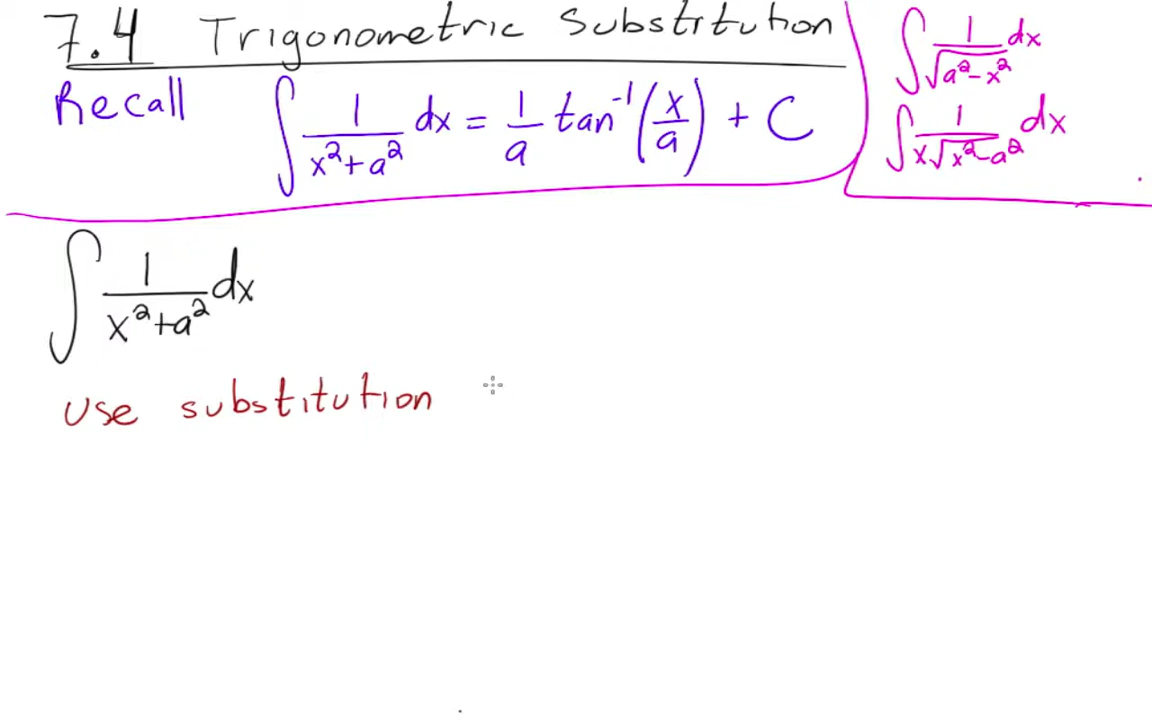 7.4 Trigonometric Substitution
Recall ∫ 1/(x²+a²) dx = 1/a tan⁻¹(x/a) + C
∫ 1/√(a²-x²) dx
∫ 1/(x√(x²-a²)) dx
∫ 1/(x²+a²) dx
Use substitution